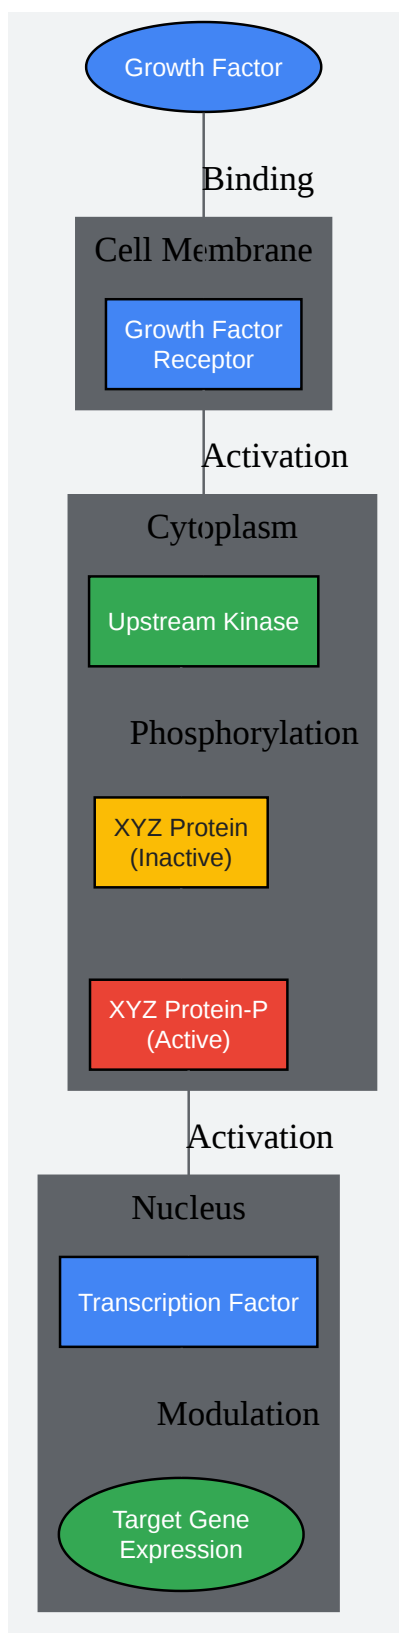 Growth Factor
Binding
Cell Membrane
Growth Factor
Receptor
Activation
Cytoplasm
Upstream Kinase
Phosphorylation
XYZ Protein
(Inactive)
XYZ Protein-P
(Active)
Activation
Nucleus
Transcription Factor
Modulation
Target Gene
Expression